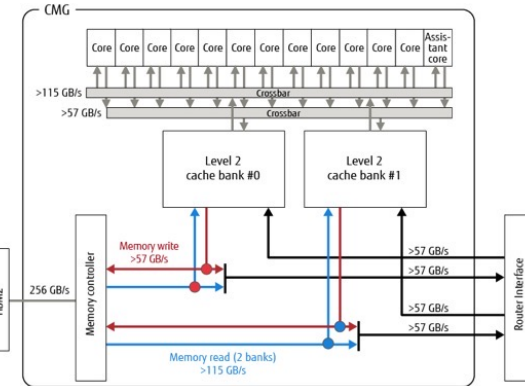 CMG
Core Core Core Core Core Core Core Core Core Core Core Core Assis-
tant
core
>115 GB/s
Crossbar
>57 GB/s
Crossbar
Level 2
cache bank #0
Level 2
cache bank #1
Memory write
>57 GB/s
>57 GB/s
>57 GB/s
256 GB/s
Memory controller
>57 GB/s
>57 GB/s
Router Interface
Memory read (2 banks)
>115 GB/s